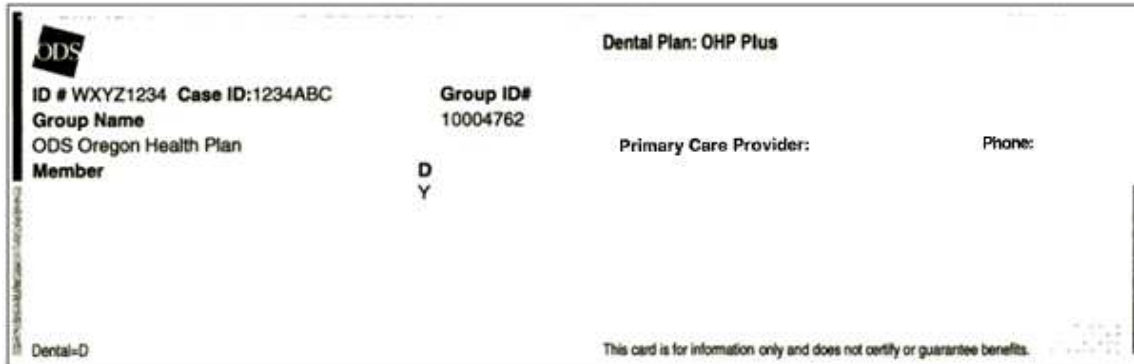 ODS
Dental Plan: OHP Plus
ID # WXYZ1234 Case ID:1234ABC Group ID#
Group Name 10004762
ODS Oregon Health Plan
Primary Care Provider: Phone:
Member D
Y
Dental=D
This card is for information only and does not certify or guarantee benefits.